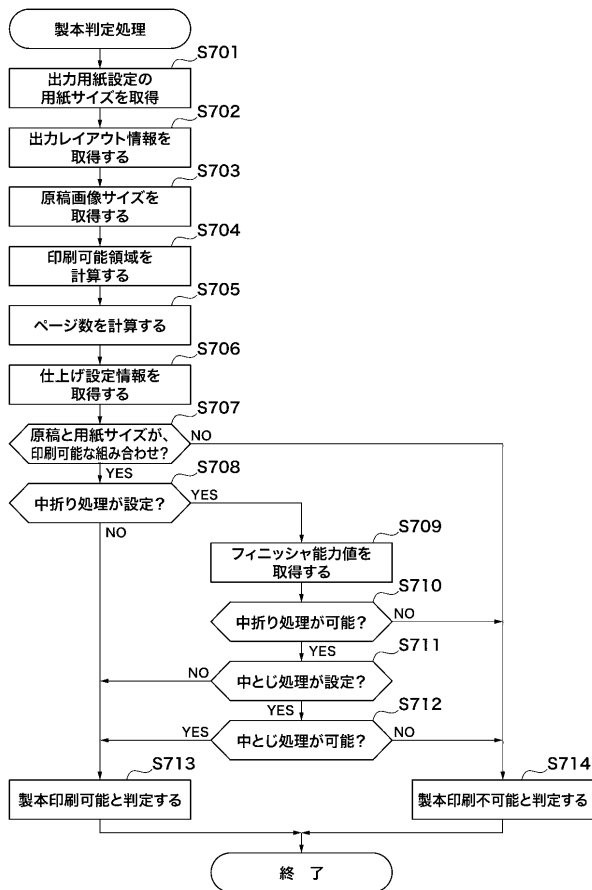 製本判定処理
S701
出力用紙設定の
用紙サイズを取得
S702
出力レイアウト情報を
取得する
S703
原稿画像サイズを
取得する
S704
印刷可能領域を
計算する
S705
ページ数を計算する
S706
仕上げ設定情報を
取得する
S707
原稿と用紙サイズが、
印刷可能な組み合わせ?
NO
YES
S708
中折り処理が設定?
YES
NO
S709
フィニッシャ能力値を
取得する
S710
中折り処理が可能?
NO
YES
S711
中とじ処理が設定?
NO
YES
S712
中とじ処理が可能?
YES
NO
S713
製本印刷可能と判定する
S714
製本印刷不可能と判定する
終 了